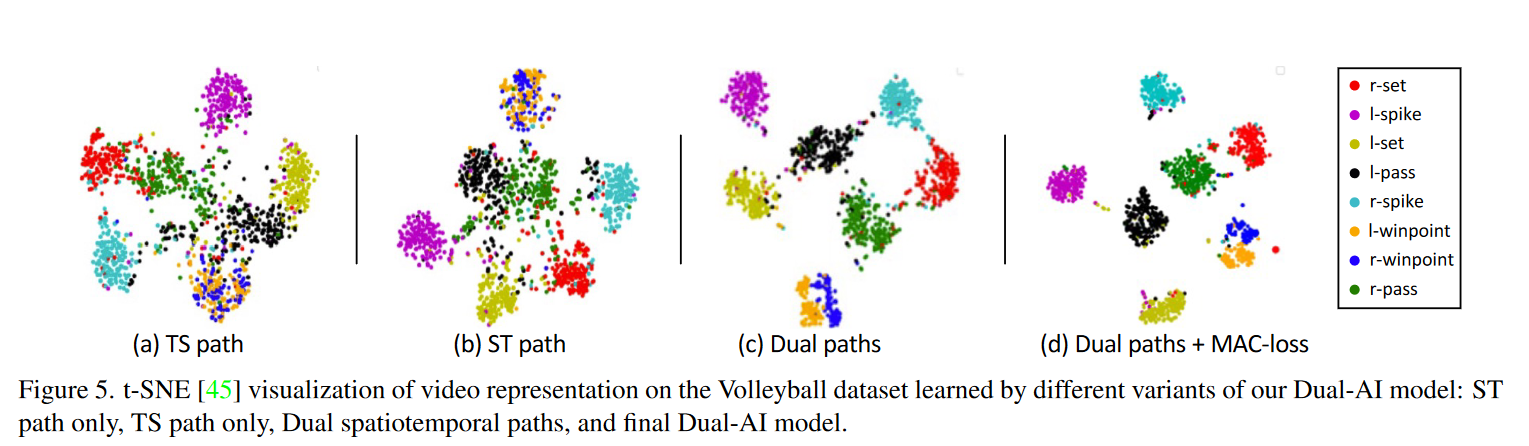 r-set
l-spike
l-set
l-pass
r-spike
l-winpoint
r-winpoint
r-pass
(a) TS path
(b) ST path
(c) Dual paths
(d) Dual paths + MAC-loss
Figure 5. t-SNE [45] visualization of video representation on the Volleyball dataset learned by different variants of our Dual-AI model: ST
path only, TS path only, Dual spatiotemporal paths, and final Dual-AI model.